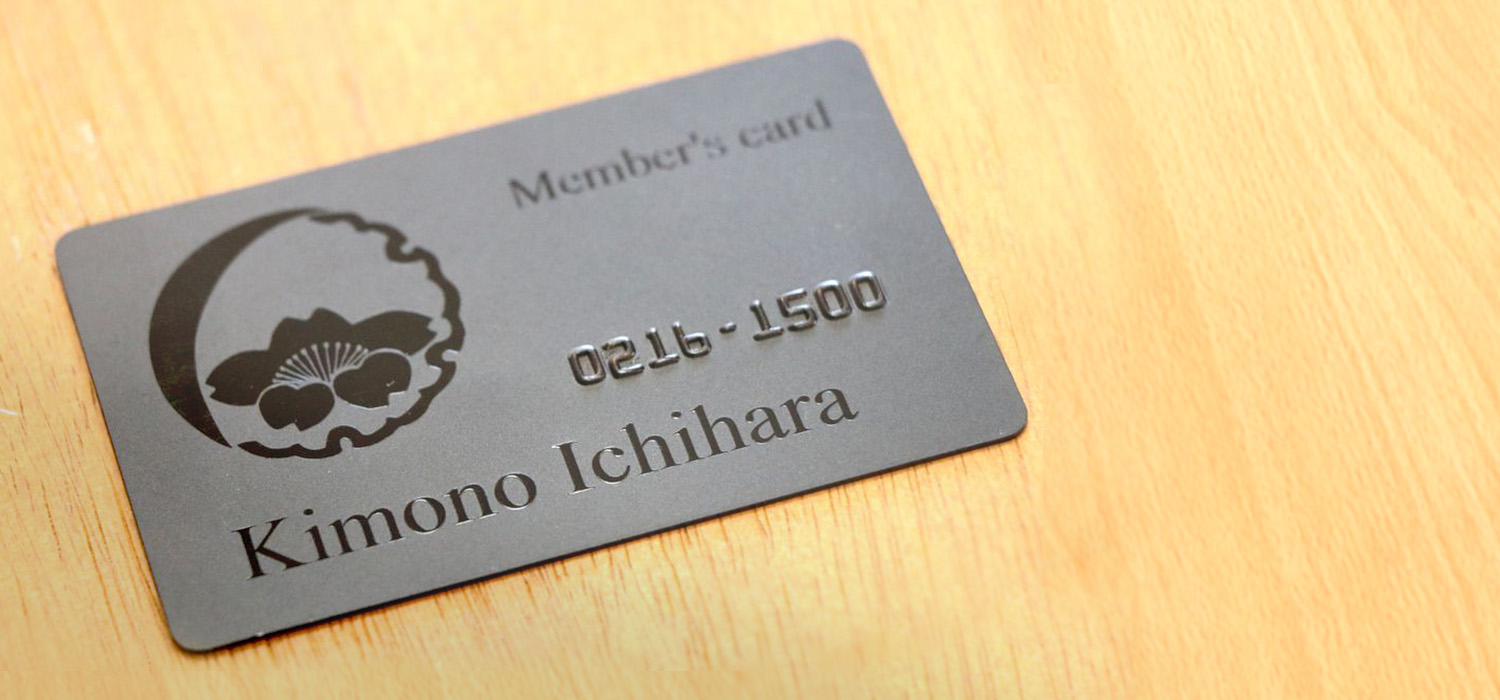 Member's card
0216-1500
Kimono Ichihara